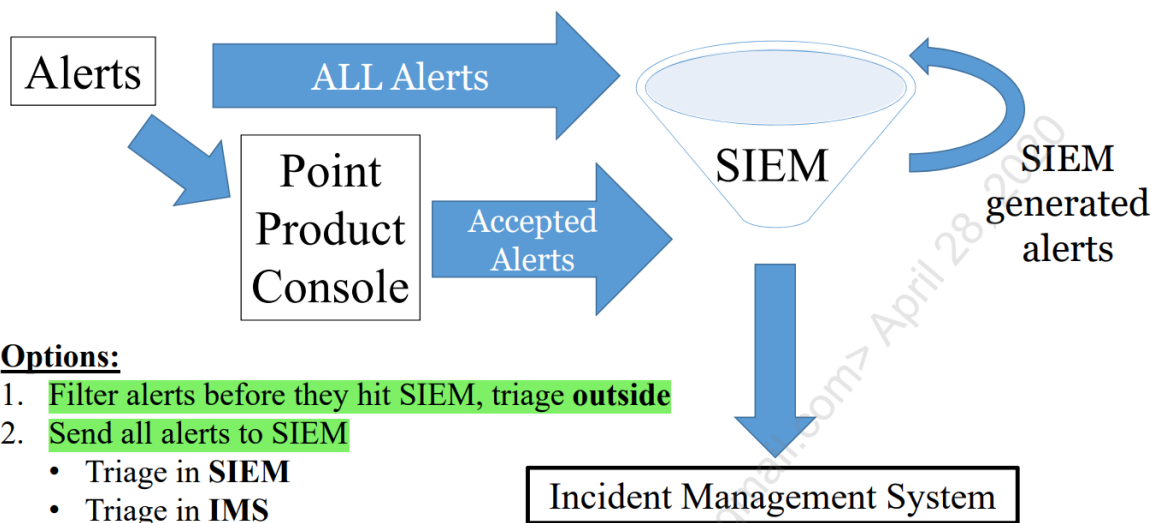 Alerts
ALL Alerts
Point
Product
Console
Accepted
Alerts
SIEM
SIEM
generated
alerts
Options:
1. Filter alerts before they hit SIEM, triage outside
2. Send all alerts to SIEM
• Triage in SIEM
• Triage in IMS
Incident Management System
mail.com> April 28, 2020